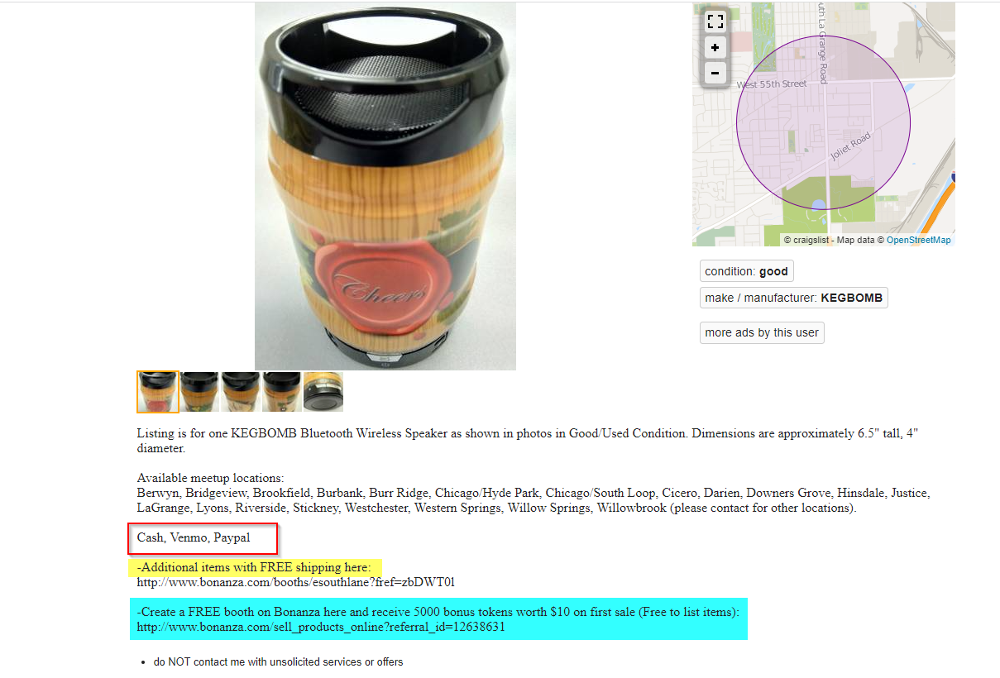 uth La Grange Road
West 55th Street
Joliet Road
Cheers
© craigslist - Map data © OpenStreetMap
condition: good
make / manufacturer: KEGBOMB
more ads by this user
Listing is for one KEGBOMB Bluetooth Wireless Speaker as shown in photos in Good/Used Condition. Dimensions are approximately 6.5" tall, 4"
diameter.
Available meetup locations:
Berwyn, Bridgeview, Brookfield, Burbank, Burr Ridge, Chicago/Hyde Park, Chicago/South Loop, Cicero, Darien, Downers Grove, Hinsdale, Justice,
LaGrange, Lyons, Riverside, Stickney, Westchester, Western Springs, Willow Springs, Willowbrook (please contact for other locations).
Cash, Venmo, Paypal
-Additional items with FREE shipping here:
http://www.bonanza.com/booths/esouthlane?fref=zbDWT0l
-Create a FREE booth on Bonanza here and receive 5000 bonus tokens worth $10 on first sale (Free to list items):
http://www.bonanza.com/sell_products_online?referral_id=12638631
• do NOT contact me with unsolicited services or offers